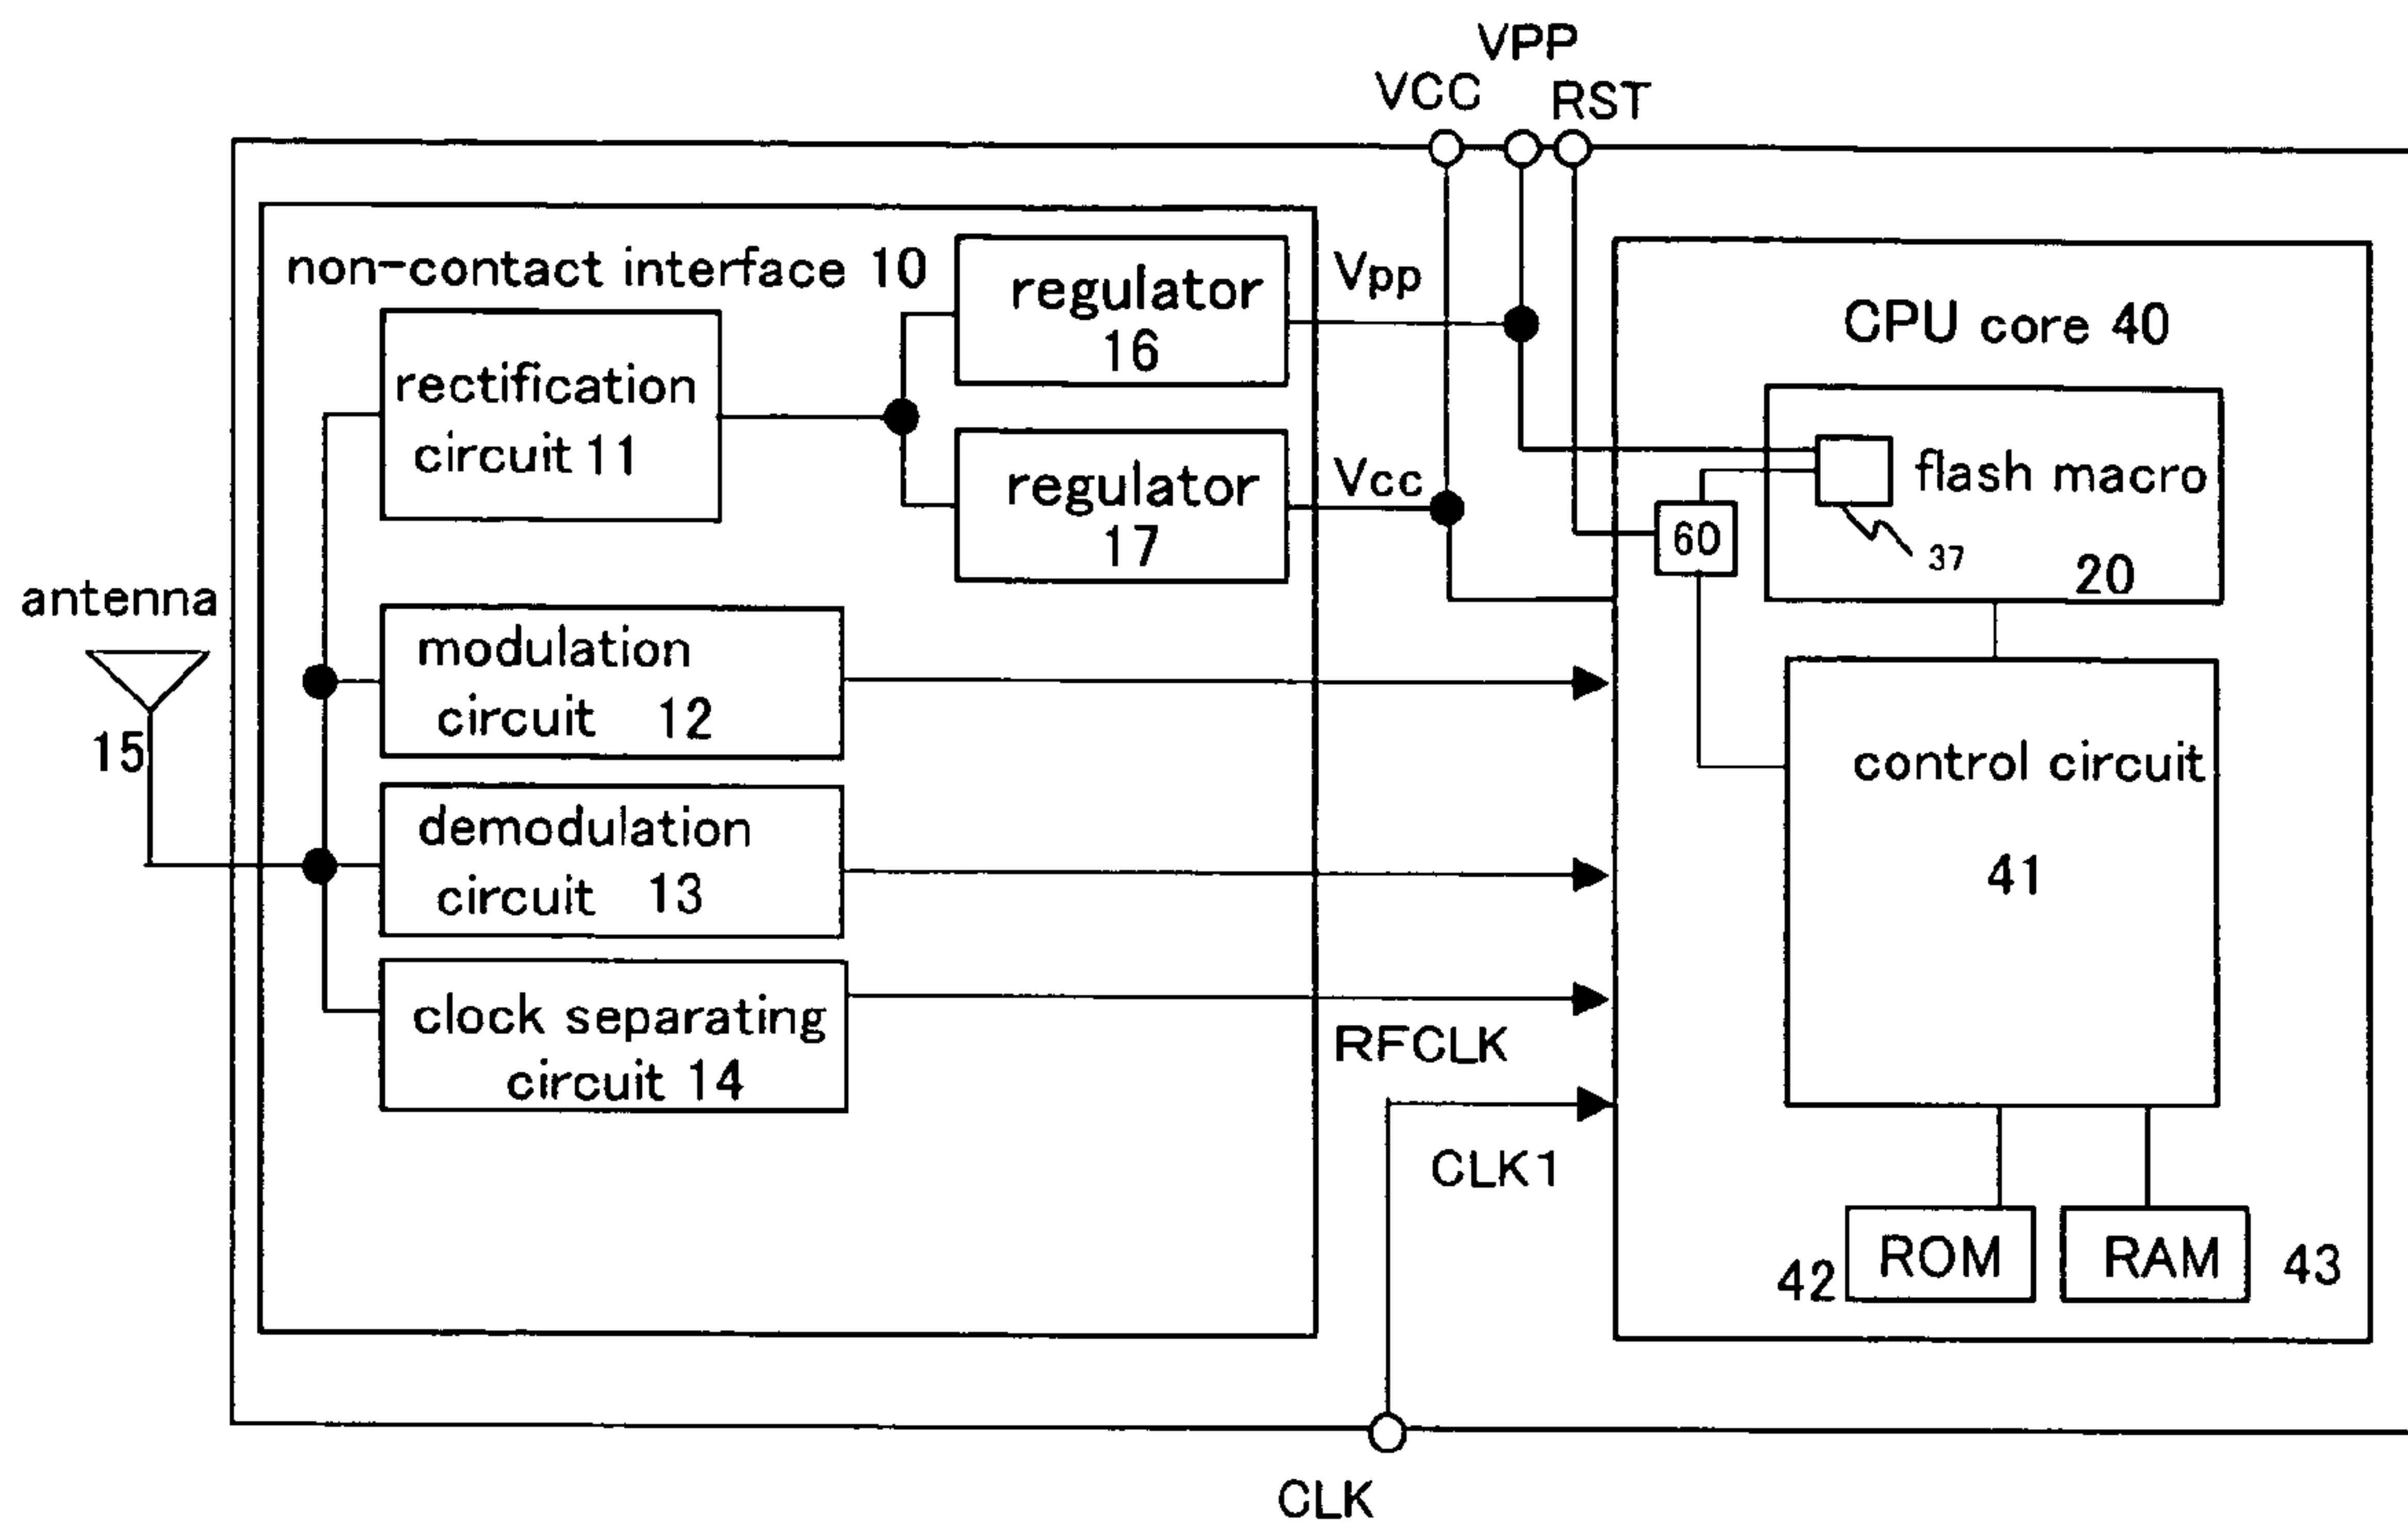 VPP
VCC
RST
non-contact interface 10
regulator
16
Vpp
CPU core 40
rectification
circuit 11
regulator
17
Vcc
flash macro
60
37
20
antenna
15
modulation
circuit 12
demodulation
circuit 13
control circuit
41
clock separating
circuit 14
RFCLK
CLK1
42
ROM
RAM
43
CLK